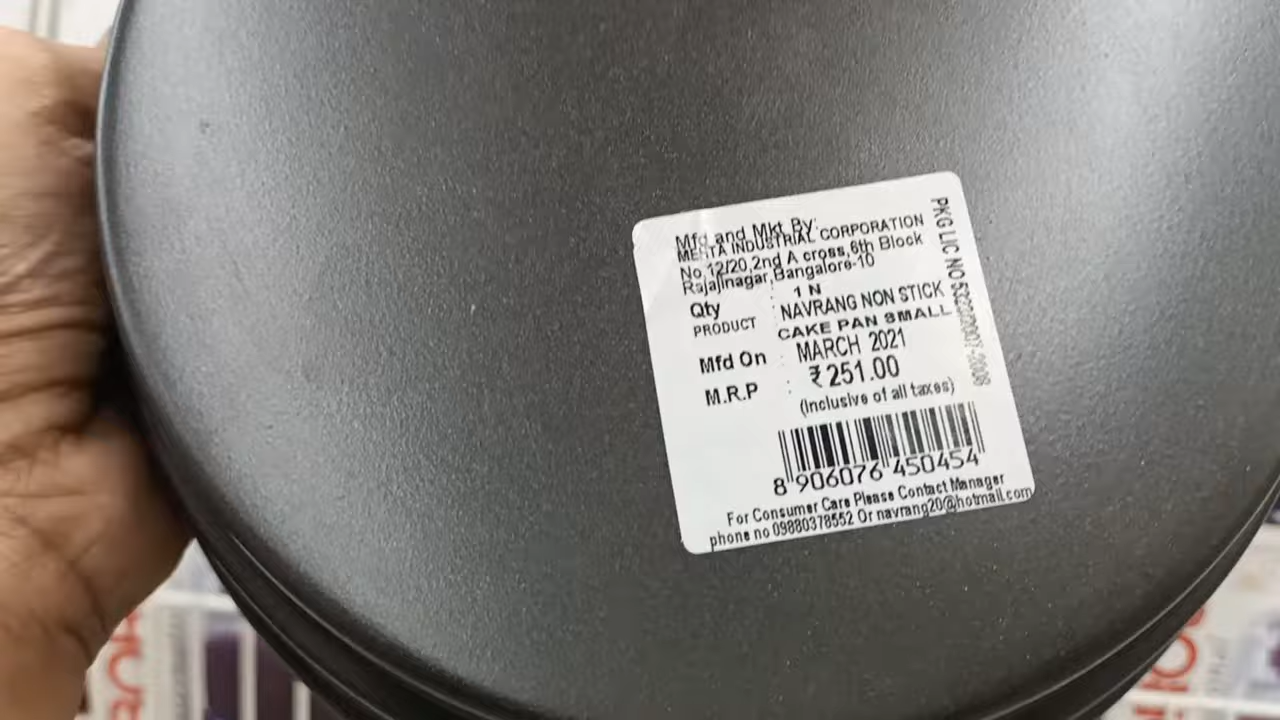 Mfd and Mkt By:
MEHTA INDUSTRIAL CORPORATION
No 12/20,2nd A cross,6th Block
Rajajinagar,Bangalore-10
Qty : 1 N
PRODUCT : NAVRANG NON STICK
CAKE PAN SMALL
Mfd On : MARCH 2021
M.R.P : ₹251.00
(Inclusive of all taxes)
8 906076 450454
For Consumer Care Please Contact Manager
phone no 09880378552 Or navrang20@hotmail.com
PKG LIC NO